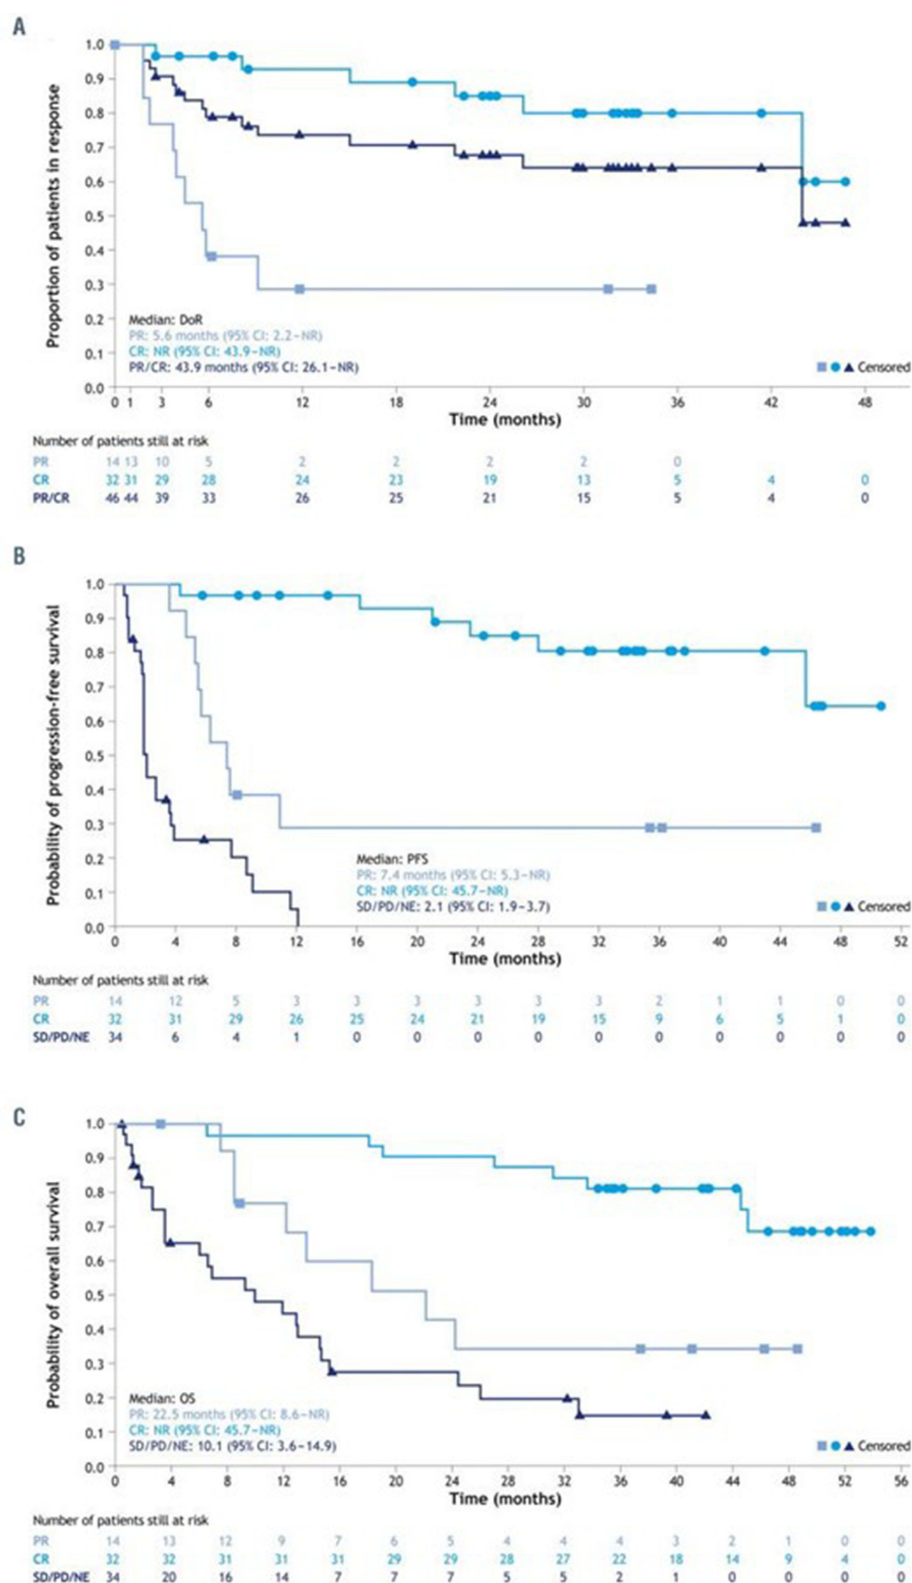 A
1.0
0.9
0.8
0.7
0.6
0.5
0.4
0.3
0.2
0.1
0.0
Proportion of patients in response
Median: DoR
PR: 5.6 months (95% CI: 2.2-NR)
CR: NR (95% CI: 43.9-NR)
PR/CR: 43.9 months (95% CI: 26.1-NR)
Censored
0 1 3 6 12 18 24 30 36 42 48
Time (months)
Number of patients still at risk
PR 14 13 10 5 2 2 2 2 0
CR 32 31 29 28 24 23 19 13 5 4 0
PR/CR 46 44 39 33 26 25 21 15 5 4 0
B
1.0
0.9
0.8
0.7
0.6
0.5
0.4
0.3
0.2
0.1
0.0
Probability of progression-free survival
Median: PFS
PR: 7.4 months (95% CI: 5.3-NR)
CR: NR (95% CI: 45.7-NR)
SD/PD/NE: 2.1 (95% CI: 1.9-3.7)
Censored
0 4 8 12 16 20 24 28 32 36 40 44 48 52
Time (months)
Number of patients still at risk
PR 14 12 5 3 3 3 3 3 3 2 1 1 0 0
CR 32 31 29 26 25 24 21 19 15 9 6 5 1 0
SD/PD/NE 34 6 4 1 0 0 0 0 0 0 0 0 0 0
C
1.0
0.9
0.8
0.7
0.6
0.5
0.4
0.3
0.2
0.1
0.0
Probability of overall survival
Median: OS
PR: 22.5 months (95% CI: 8.6-NR)
CR: NR (95% CI: 45.7-NR)
SD/PD/NE: 10.1 (95% CI: 3.6-14.9)
Censored
0 4 8 12 16 20 24 28 32 36 40 44 48 52 56
Time (months)
Number of patients still at risk
PR 14 13 12 9 7 6 5 4 4 4 3 2 1 0 0
CR 32 32 31 31 31 29 29 28 27 22 18 14 9 4 0
SD/PD/NE 34 20 16 14 7 7 7 5 5 2 1 0 0 0 0